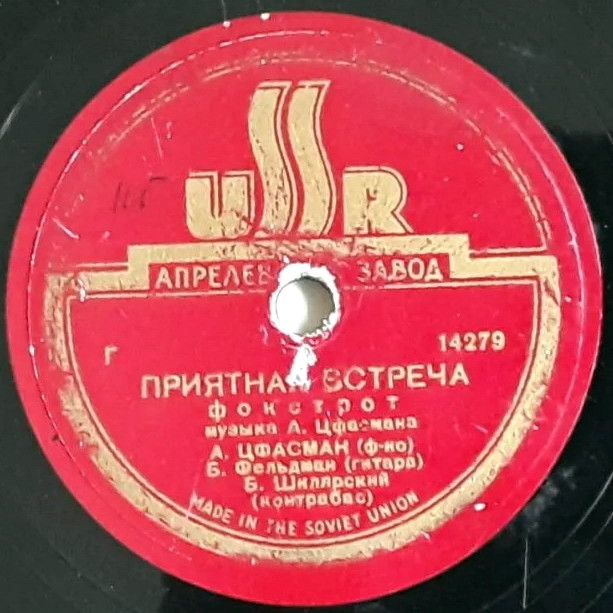 USSR
АПРЕЛЕВ ЗАВОД
Г 14279
ПРИЯТНАЯ ВСТРЕЧА
фокстрот
музыка А. Цфасмана
А. ЦФАСМАН (ф-но)
Б. Фельдман (гитара)
Б. Шилярский
(контрабас)
MADE IN THE SOVIET UNION